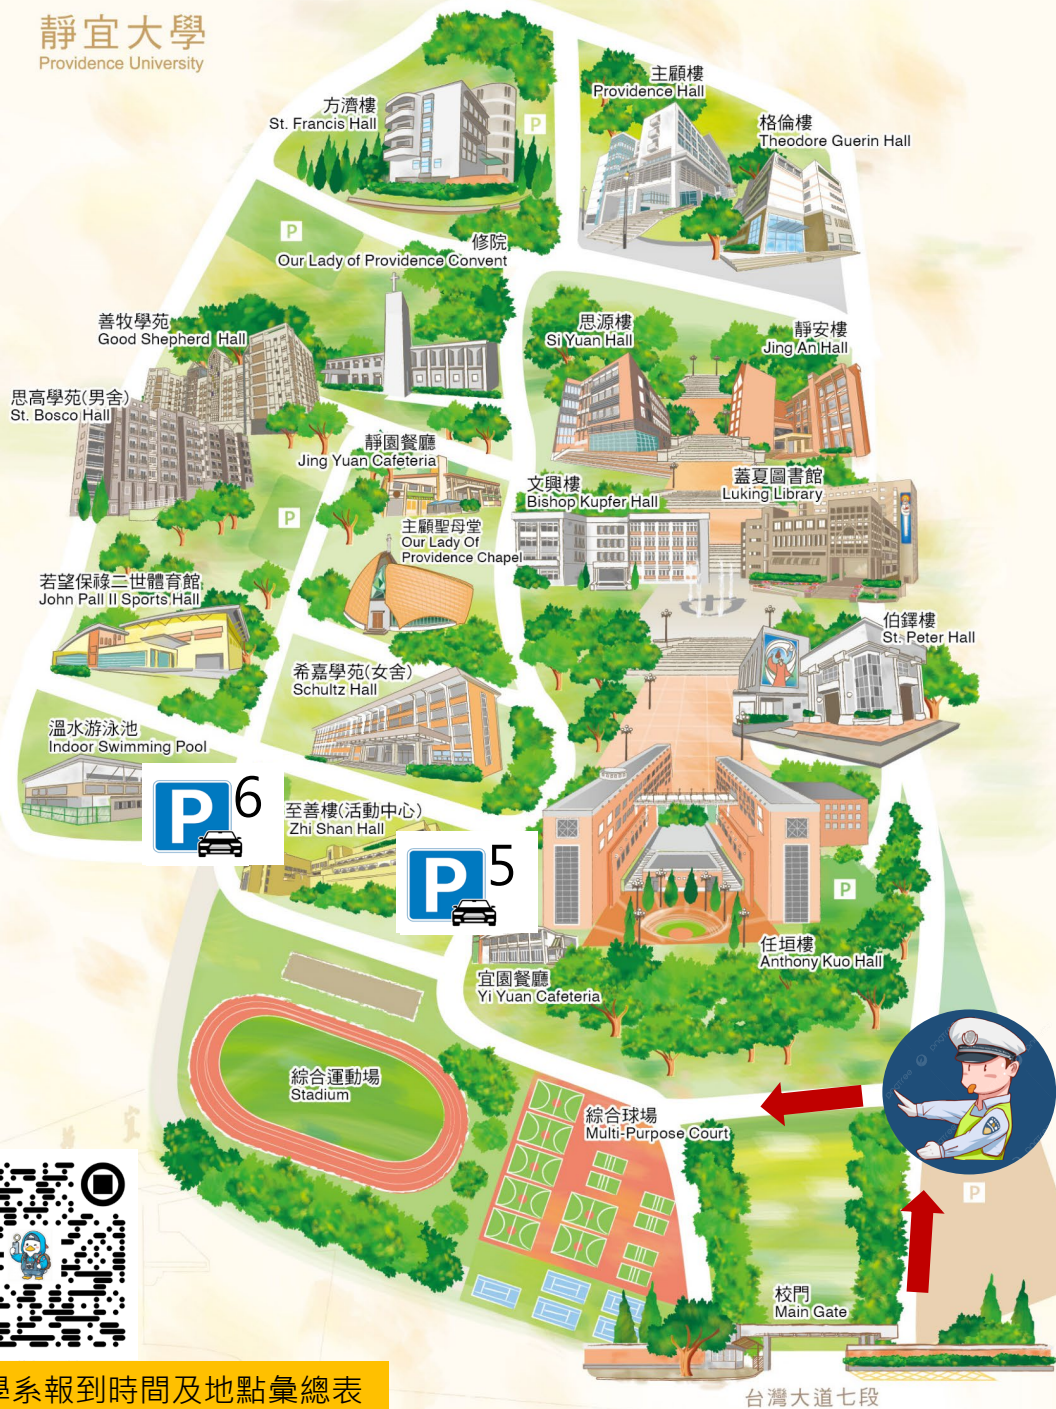 靜宜大學
Providence University
主顧樓
Providence Hall
方濟樓
St. Francis Hall
P
格倫樓
Theodore Guerin Hall
P
修院
Our Lady of Providence Convent
善牧學苑
Good Shepherd Hall
思源樓
Si Yuan Hall
靜安樓
Jing An Hall
思高學苑(男舍)
St. Bosco Hall
靜園餐廳
Jing Yuan Cafeteria
文興樓
Bishop Kupfer Hall
蓋夏圖書館
Luking Library
P
主顧聖母堂
Our Lady Of
Providence Chapel
若望保祿二世體育館
John Pall II Sports Hall
伯鐸樓
St. Peter Hall
希嘉學苑(女舍)
Schultz Hall
溫水游泳池
Indoor Swimming Pool
P 6
至善樓(活動中心)
Zhi Shan Hall
P 5
P
任垣樓
Anthony Kuo Hall
宜園餐廳
Yi Yuan Cafeteria
綜合運動場
Stadium
綜合球場
Multi-Purpose Court
P
校門
Main Gate
學系報到時間及地點彙總表
台灣大道七段